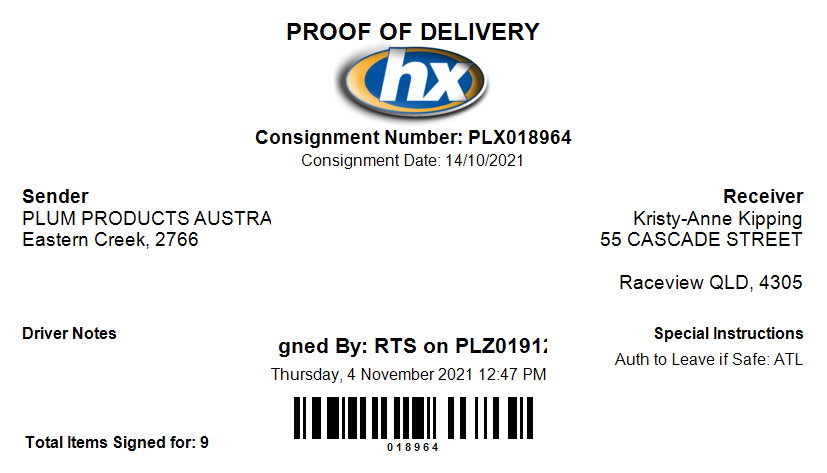 PROOF OF DELIVERY
hx
Consignment Number: PLX018964
Consignment Date: 14/10/2021
Sender
PLUM PRODUCTS AUSTRA
Eastern Creek, 2766
Receiver
Kristy-Anne Kipping
55 CASCADE STREET
Raceview QLD, 4305
Driver Notes
gned By: RTS on PLZ01912
Thursday, 4 November 2021 12:47 PM
Special Instructions
Auth to Leave if Safe: ATL
018964
Total Items Signed for: 9